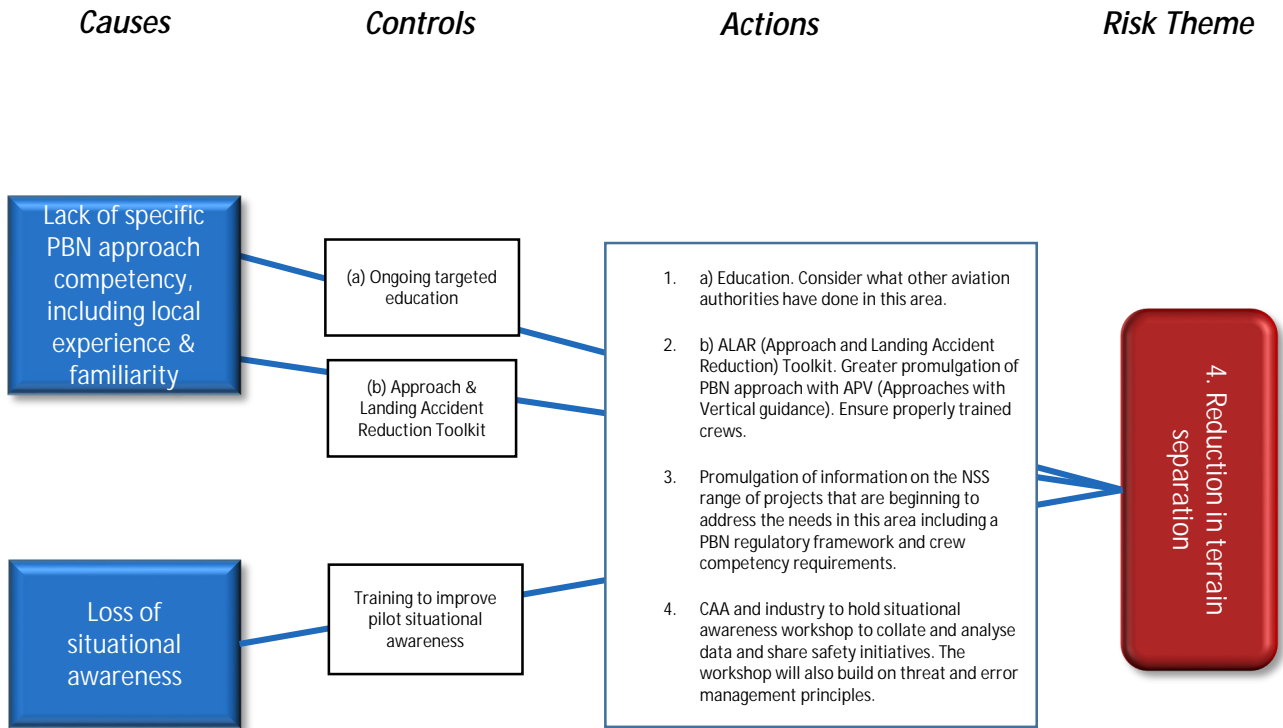 Causes
Controls
Actions
Risk Theme
Lack of specific
PBN approach
competency,
including local
experience &
familiarity
(a) Ongoing targeted
education
(b) Approach &
Landing Accident
Reduction Toolkit
Loss of
situational
awareness
Training to improve
pilot situational
awareness
1. a) Education. Consider what other aviation
authorities have done in this area.
2. b) ALAR (Approach and Landing Accident
Reduction) Toolkit. Greater promulgation of
PBN approach with APV (Approaches with
Vertical guidance). Ensure properly trained
crews.
3. Promulgation of information on the NSS
range of projects that are beginning to
address the needs in this area including a
PBN regulatory framework and crew
competency requirements.
4. CAA and industry to hold situational
awareness workshop to collate and analyse
data and share safety initiatives. The
workshop will also build on threat and error
management principles.
4. Reduction in terrain
separation